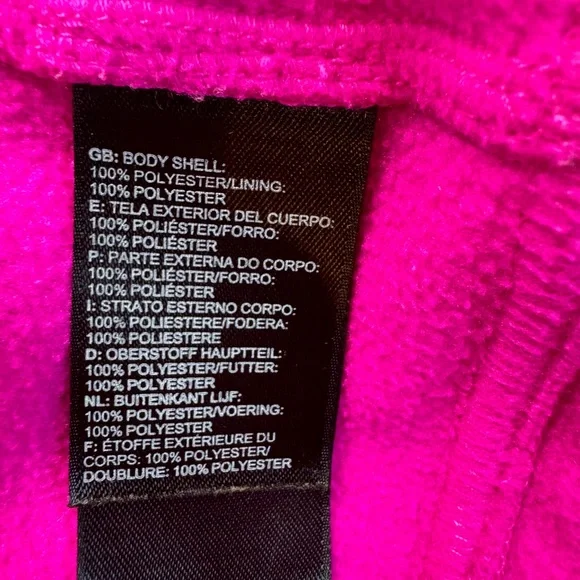 GB: BODY SHELL:
100% POLYESTER/LINING:
100% POLYESTER
E: TELA EXTERIOR DEL CUERPO:
100% POLIÉSTER/FORRO:
100% POLIÉSTER
P: PARTE EXTERNA DO CORPO:
100% POLIÉSTER/FORRO:
100% POLIÉSTER
I: STRATO ESTERNO CORPO:
100% POLIESTERE/FODERA:
100% POLIESTERE
D: OBERSTOFF HAUPTTEIL:
100% POLYESTER/FUTTER:
100% POLYESTER
NL: BUITENKANT LIJF:
100% POLYESTER/VOERING:
100% POLYESTER
F: ÉTOFFE EXTÉRIEURE DU
CORPS: 100% POLYESTER/
DOUBLURE: 100% POLYESTER